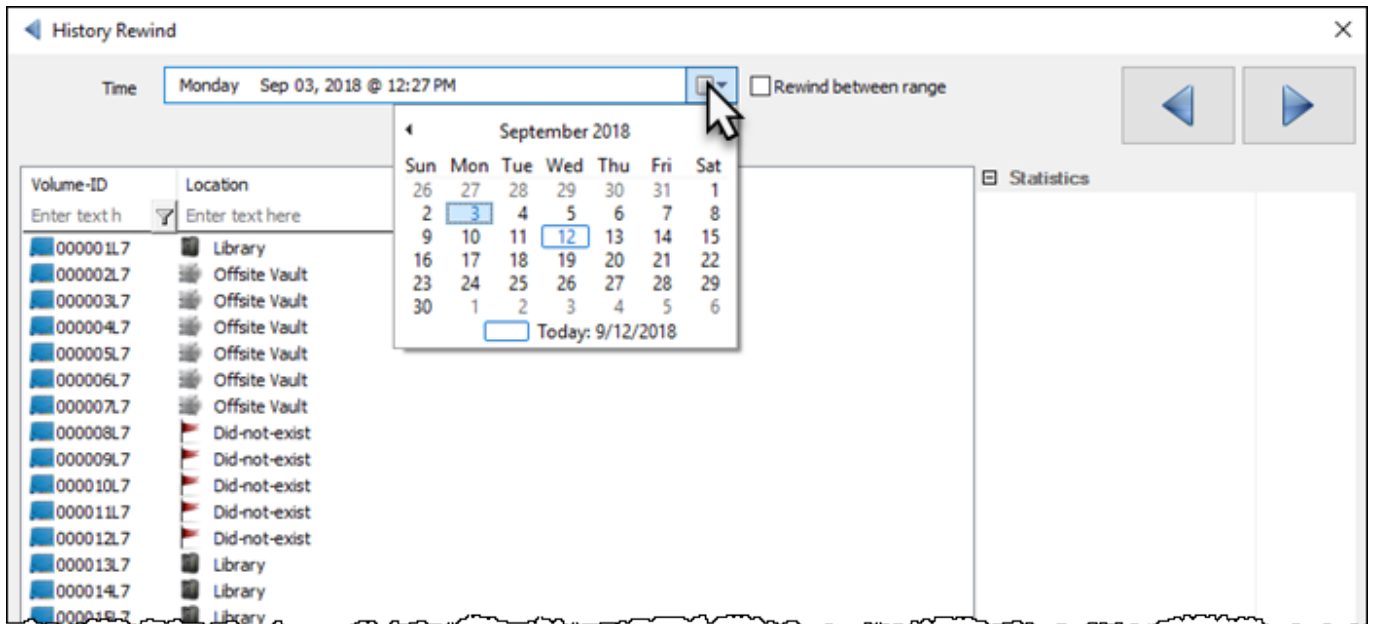 History Rewind
Time Monday Sep 03, 2018 @ 12:27 PM Rewind between range
September 2018
Sun Mon Tue Wed Thu Fri Sat
26 27 28 29 30 31 1
2 3 4 5 6 7 8
9 10 11 12 13 14 15
16 17 18 19 20 21 22
23 24 25 26 27 28 29
30 1 2 3 4 5 6
Today: 9/12/2018
Statistics
Volume-ID Location
Enter text h Enter text here
000001L7 Library
000002L7 Offsite Vault
000003L7 Offsite Vault
000004L7 Offsite Vault
000005L7 Offsite Vault
000006L7 Offsite Vault
000007L7 Offsite Vault
000008L7 Did-not-exist
000009L7 Did-not-exist
000010L7 Did-not-exist
000011L7 Did-not-exist
000012L7 Did-not-exist
000013L7 Library
000014L7 Library
000015L7 Library